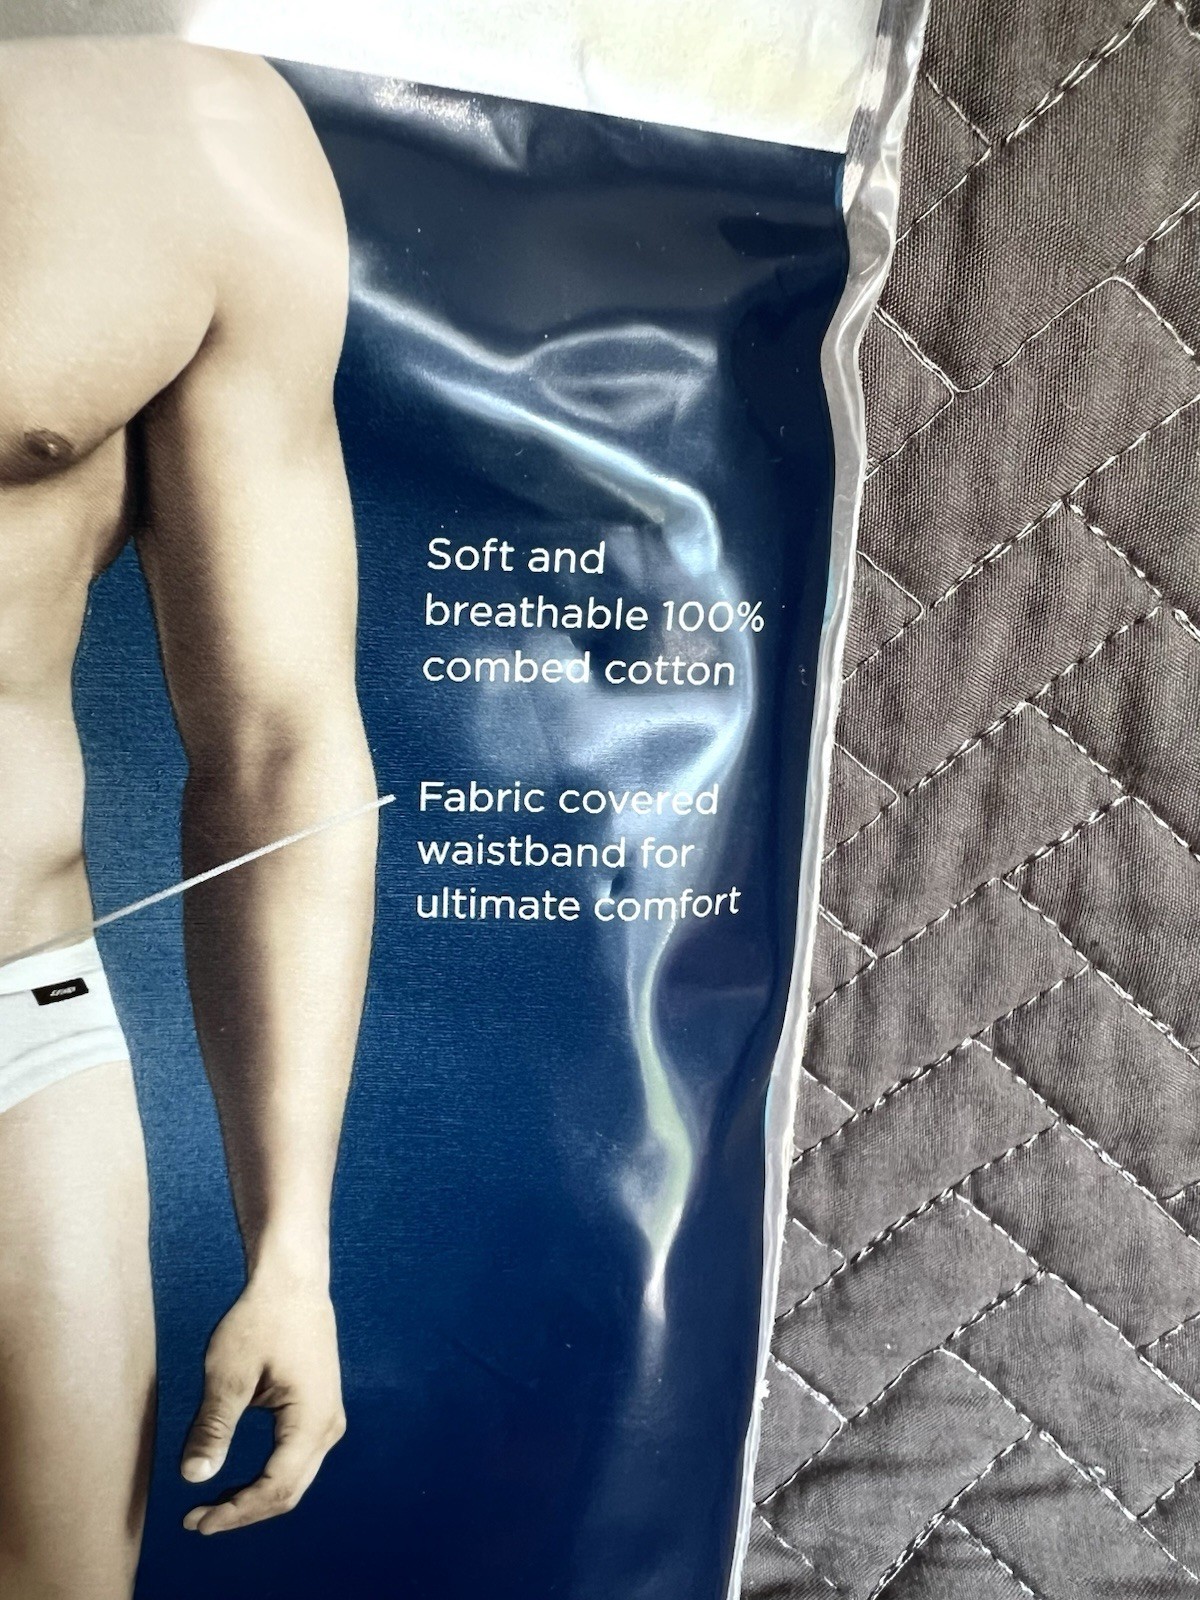 Soft and
breathable 100%
combed cotton
Fabric covered
waistband for
ultimate comfort